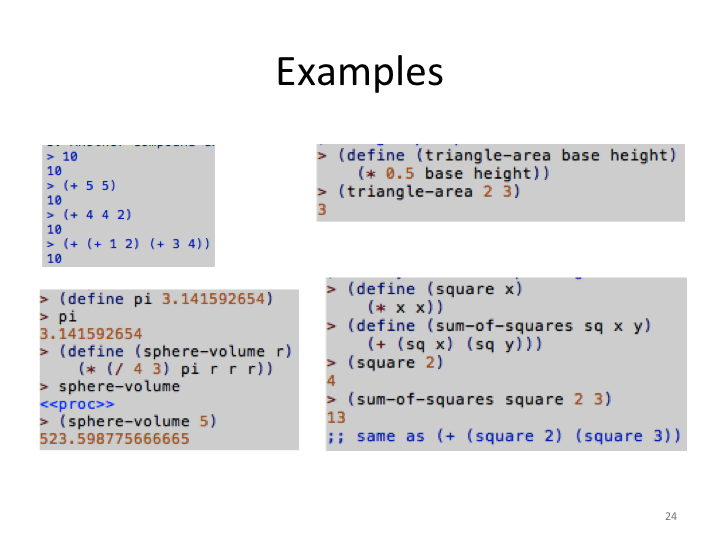 Examples
> 10
10
> (+ 5 5)
10
> (+ 4 4 2)
10
> (+ (+ 1 2) (+ 3 4))
10
> (define (triangle-area base height)
(* 0.5 base height))
> (triangle-area 2 3)
3
> (define pi 3.141592654)
> pi
3.141592654
> (define (sphere-volume r)
(* (/ 4 3) pi r r r))
> sphere-volume
<<proc>>
> (sphere-volume 5)
523.598775666665
> (define (square x)
(* x x))
> (define (sum-of-squares sq x y)
(+ (sq x) (sq y)))
> (square 2)
4
> (sum-of-squares square 2 3)
13
;; same as (+ (square 2) (square 3))
24